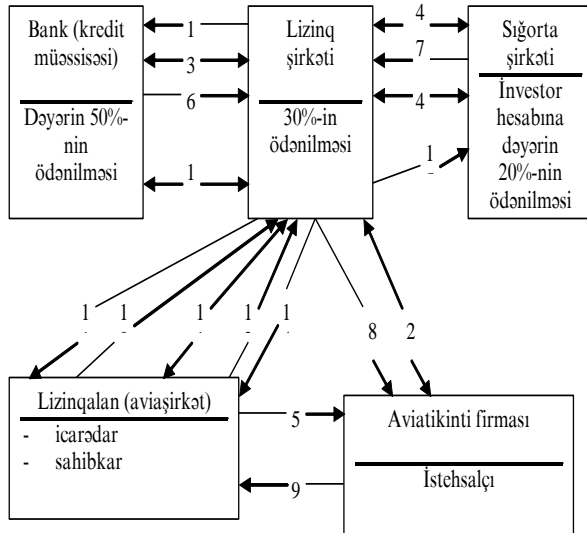 Bank (kredit
müəssisəsi)
Dəyərin 50%-
nin
ödənilməsi
1
3
6
1
Lizinq
şirkəti
30%-in
ödənilməsi
4
7
4
1
Sığorta
şirkəti
İnvestor
hesabına
dəyərin
20%-nin
ödənilməsi
1
1
1
1
1
8
2
Lizinqalan (aviaşirkət)
- icarədar
- sahibkar
5
9
Aviatikinti firması
İstehsalçı